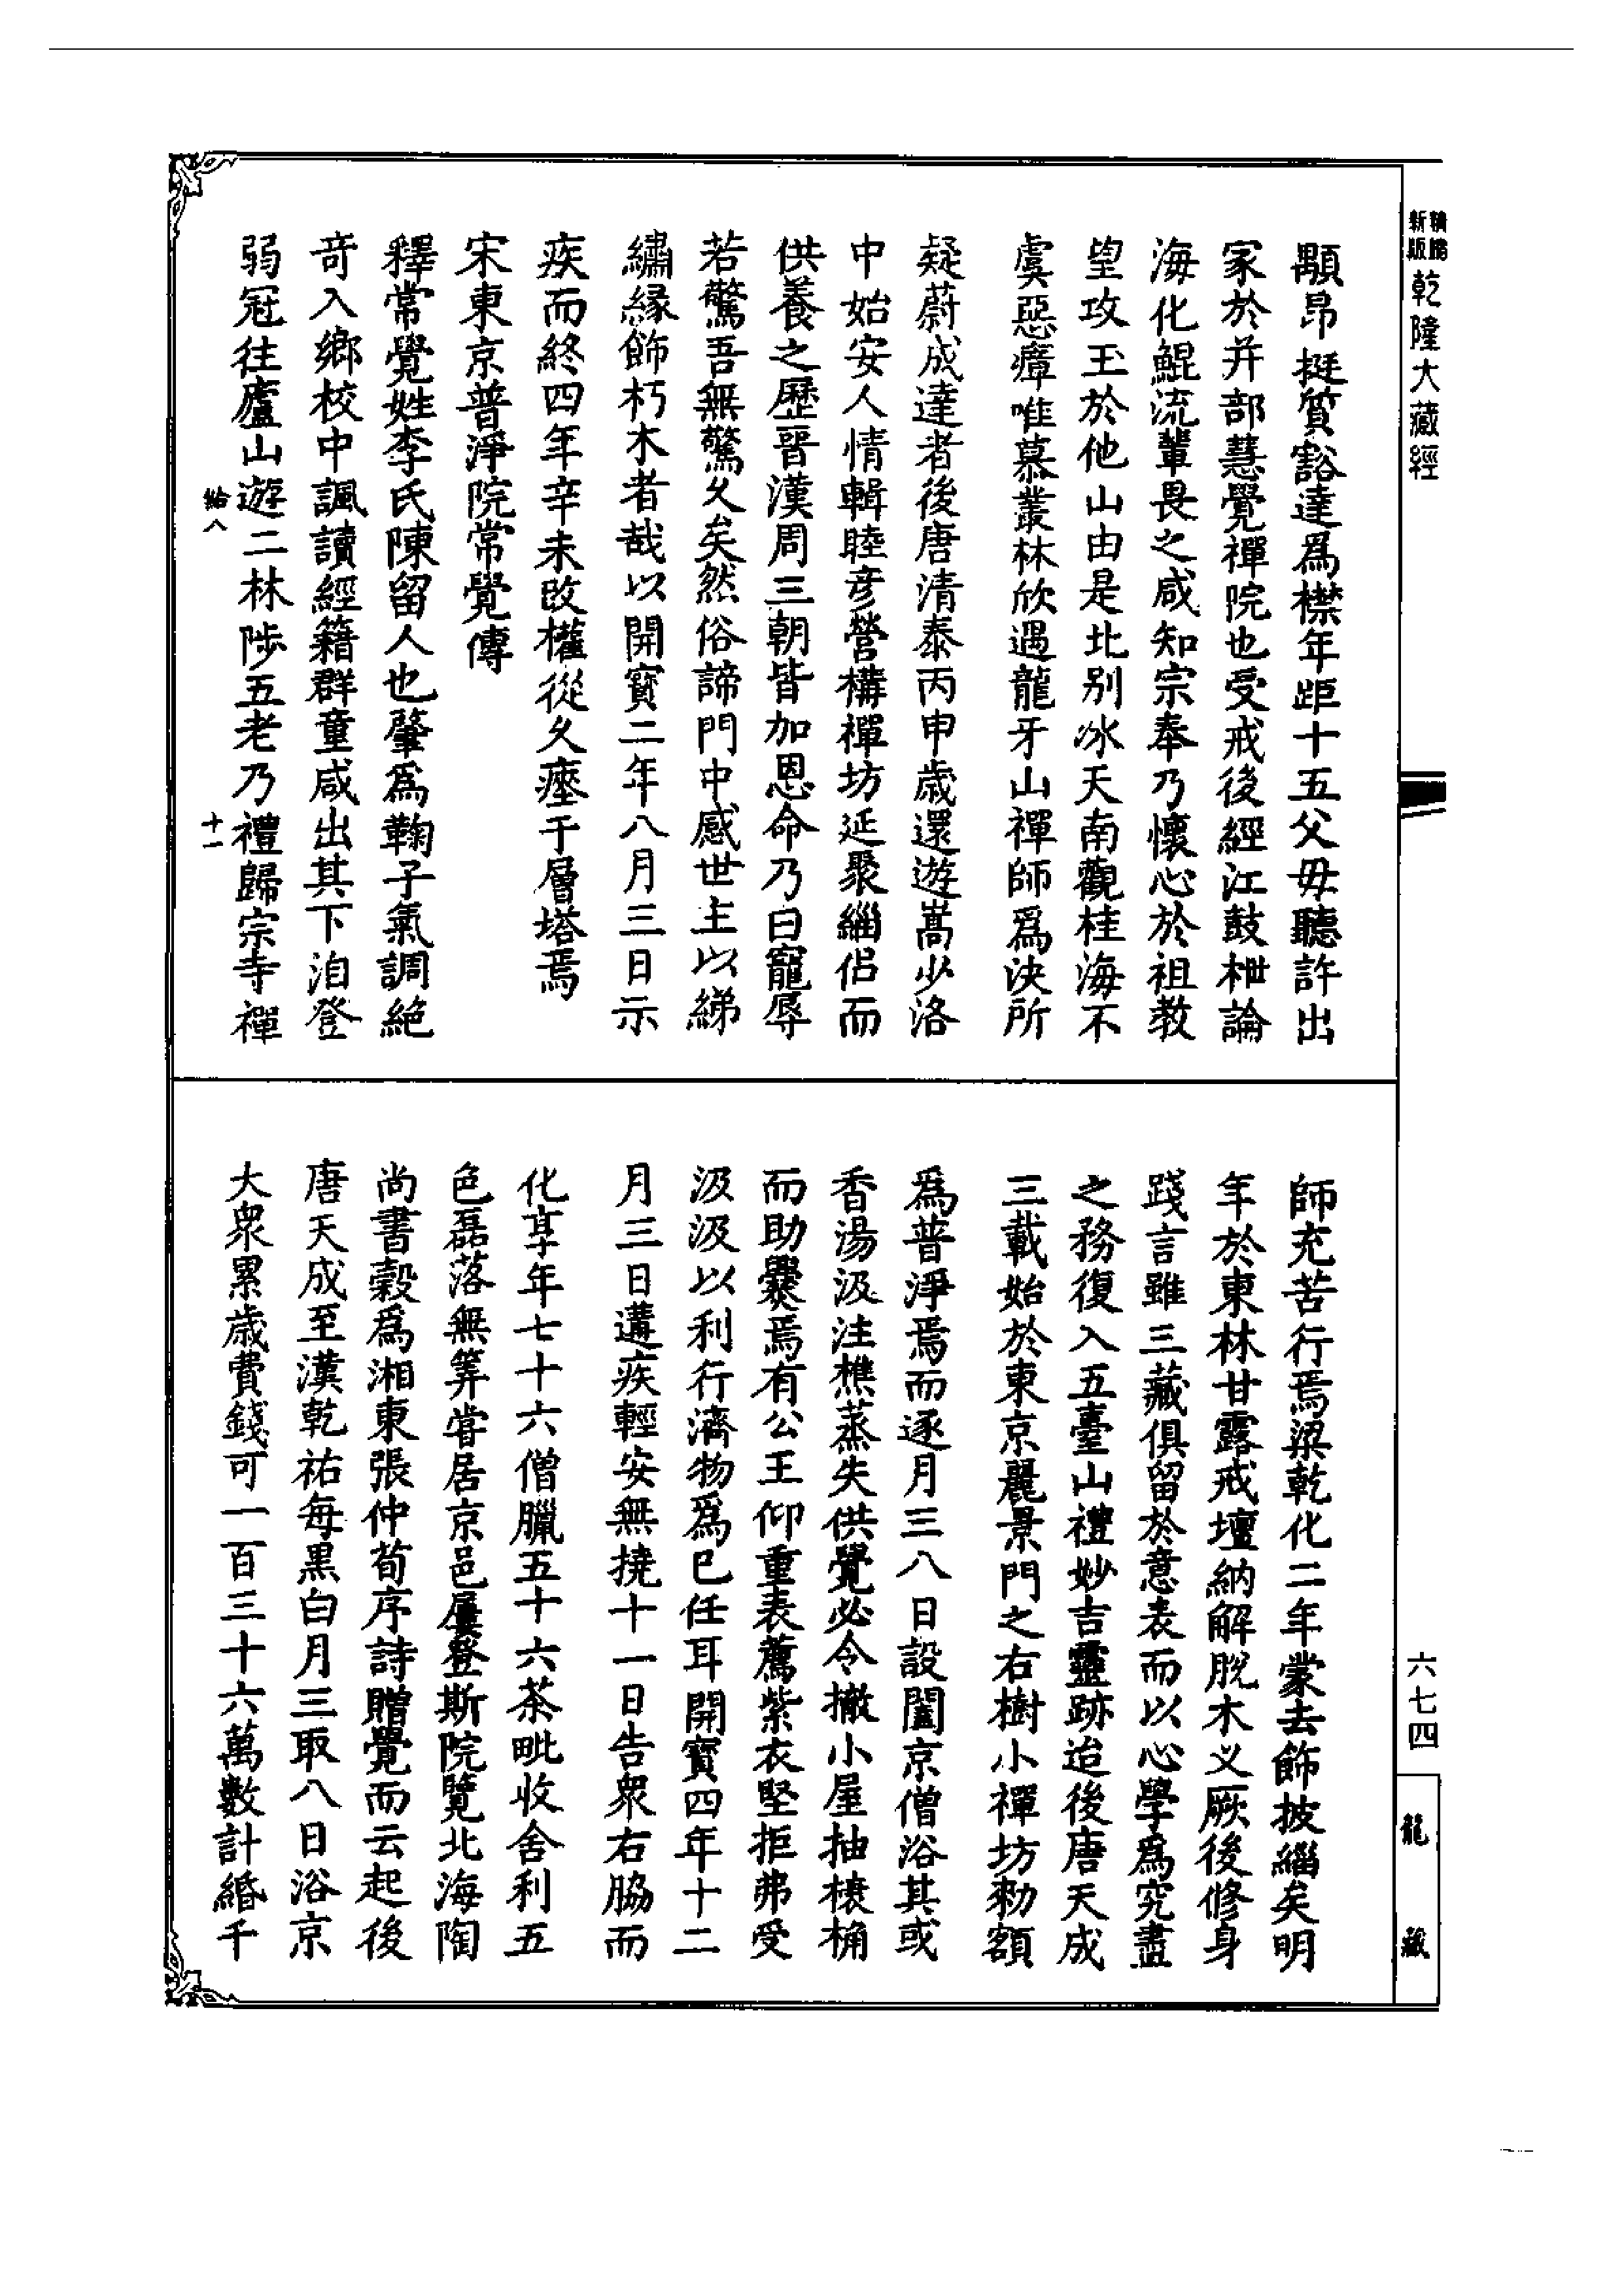 新版 精縮 乾隆大藏經
顒昂挺質豁達爲襟年距十五父毋聽許出
家於并部慧覺禪院也受戒後經江鼓枻論
海化鯤流輩畏之咸知宗奉乃懷心於祖教
望攻玉於他山由是北別氷天南觀桂海不
虞惡瘴唯慕叢林欣遇龍牙山禪師爲決所
疑蔚成達者後唐清泰丙申歳還遊嵩少洛
中始安人情輯睦彥營構禪坊延聚緇侣而
供養之歷晉漢周三朝皆加恩命乃曰寵辱
若驚吾無驚久矣然俗諦門中感世主以綈
繡緣飾朽木者哉以開寶二年八月三日示
疾而終四年辛未改權從久瘞于層塔焉
宋東京普淨院常覺傳
釋常覺姓李氏陳留人也肇爲鞠子氣調絕
奇入鄉校中諷讀經籍群童咸出其下洎登
弱冠往廬山遊二林陟五老乃禮歸宗寺禪
給八
十一
師充苦行焉梁乾化二年蒙去飾披緇矣明
年於東林甘露戒壇納解脫木义厥後修身
踐言雖三藏俱留於意表而以心學爲究盡
之務復入五臺山禮妙吉靈跡迨後唐天成
三載始於東京麗景門之右樹小禪坊勑額
爲普淨焉而逐月三八日設闔京僧浴其或
香湯汲注樵蒸失供覺必令撤小屋抽榱桷
而助爨焉有公王仰重表薦紫衣堅拒弗受
汲汲以利行濟物爲已任耳開寶四年十二
月三日遘疾輕安無撓十一日告衆右脇而
化享年七十六僧臘五十六茶毗收舍利五
色磊落無筭甞居京邑屢登斯院覽北海陶
尚書穀爲湘東張仲荀序詩贈覺而云起後
唐天成至漢乾祐每黒白月三取八日浴京
大衆累歳費錢可一百三十六萬數計緡千
六七四
龍藏